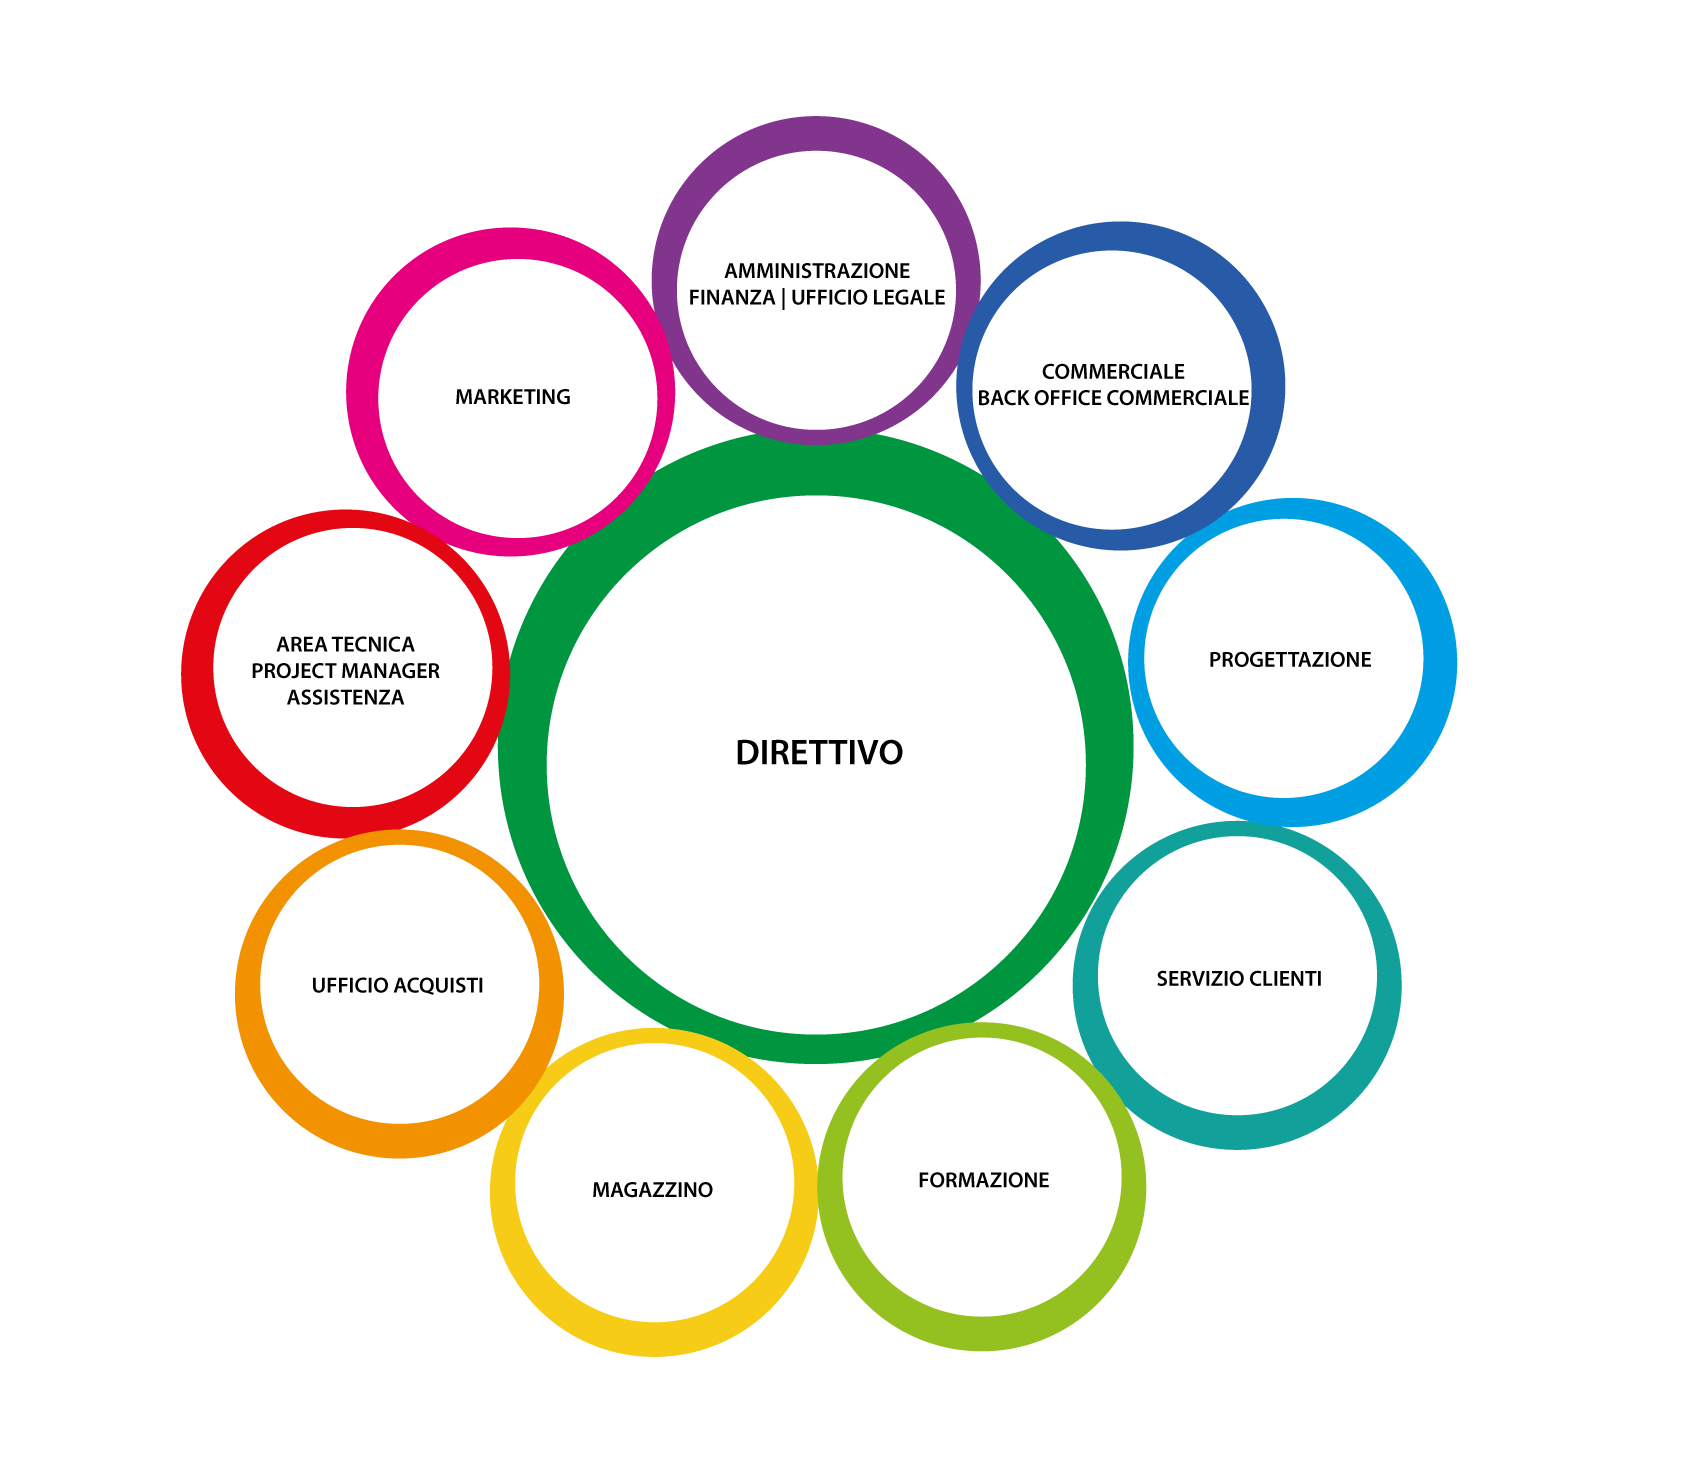 AMMINISTRAZIONE
FINANZA | UFFICIO LEGALE
COMMERCIALE
BACK OFFICE COMMERCIALE
MARKETING
AREA TECNICA
PROJECT MANAGER
ASSISTENZA
PROGETTAZIONE
DIRETTIVO
UFFICIO ACQUISTI
SERVIZIO CLIENTI
MAGAZZINO
FORMAZIONE